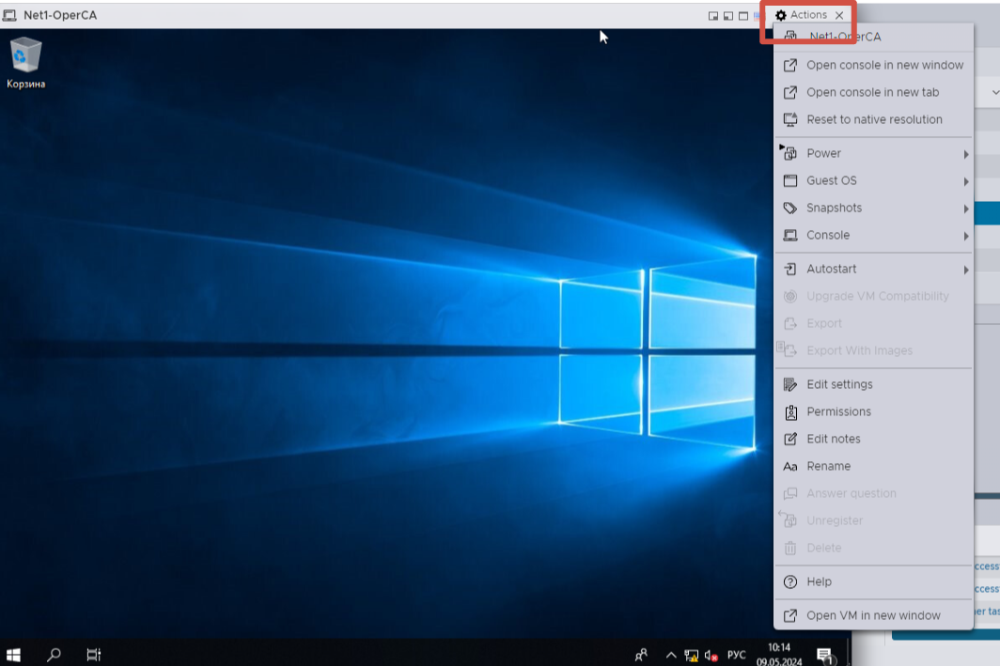 Net1-OperCA
Actions
Корзина
Net1-OperCA
Open console in new window
Open console in new tab
Reset to native resolution
Power
Guest OS
Snapshots
Console
Autostart
Upgrade VM Compatibility
Export
Export With Images
Edit settings
Permissions
Edit notes
Aa Rename
Answer question
Unregister
Delete
Help
Open VM in new window
ccess
ccess
er tas
РУС
10:14
09.05.2024
1